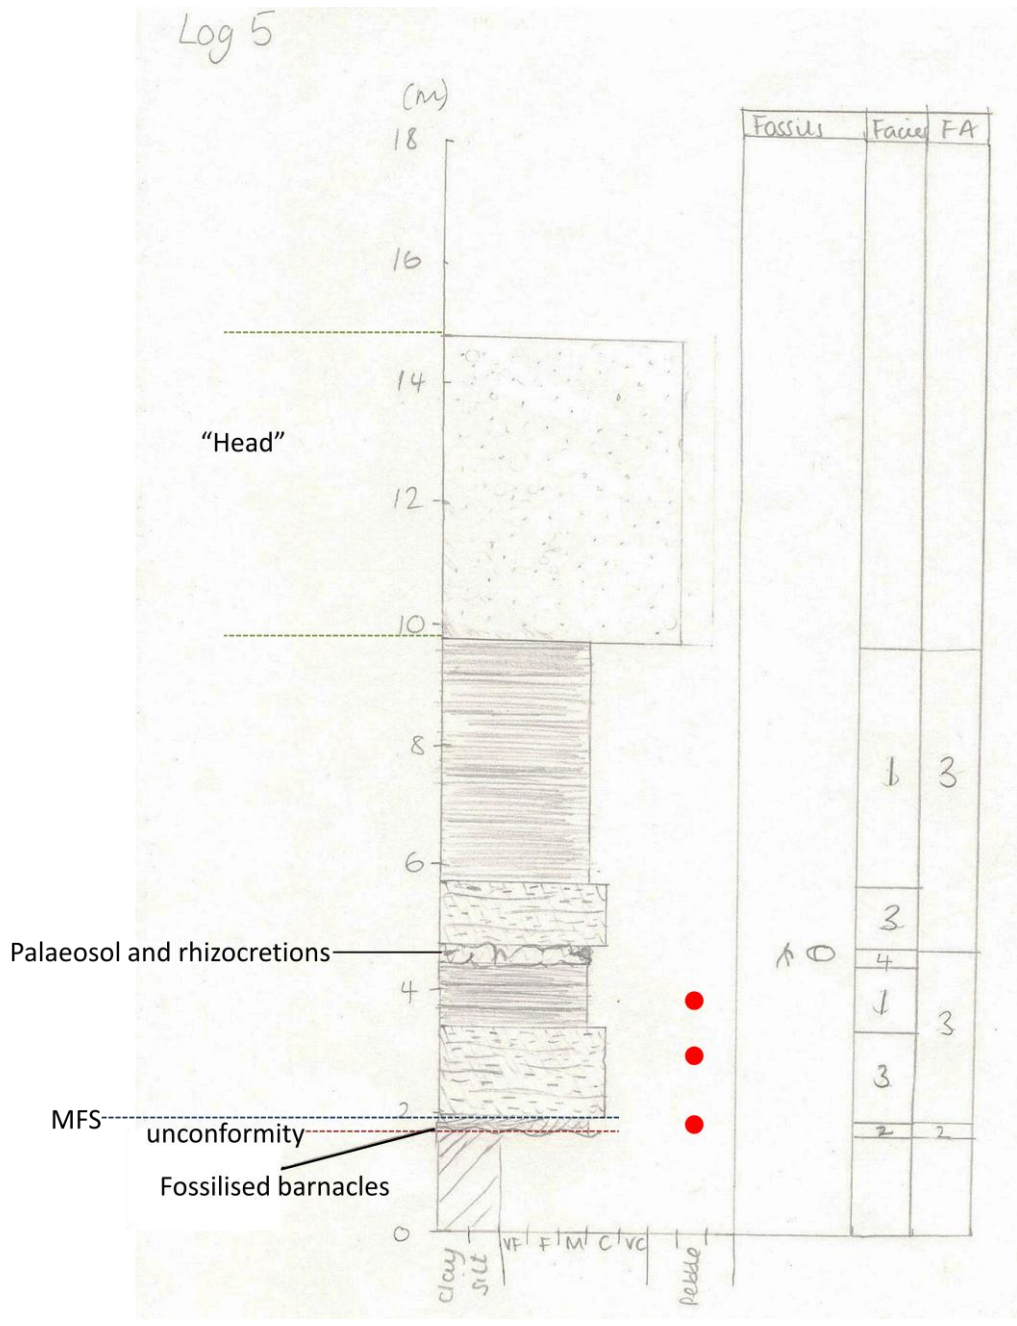 Log 5
(m)
Fossils Facies FA
18
16
14
"Head"
12
10
8
1 3
6
3
Palaeosol and rhizocretions
4
4
1
3
3
2
MFS
unconformity
2 2
Fossilised barnacles
0
clay silt VF F M C VC pebble